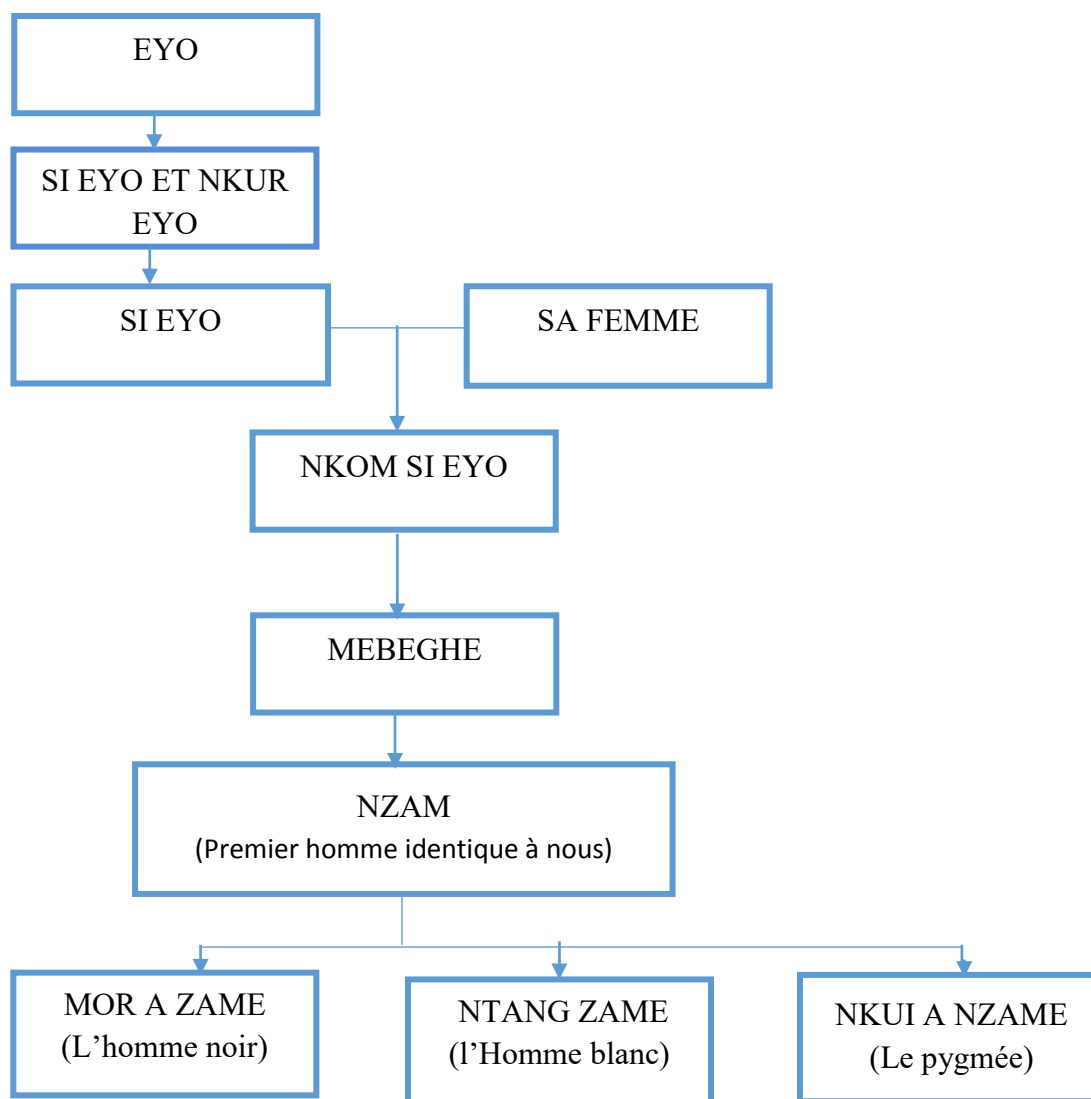 EYO
SI EYO ET NKUR
EYO
SI EYO
SA FEMME
NKOM SI EYO
MEBEGHE
NZAM
(Premier homme identique à nous)
MOR A ZAME
(L’homme noir)
NTANG ZAME
(l’Homme blanc)
NKUI A NZAME
(Le pygmée)